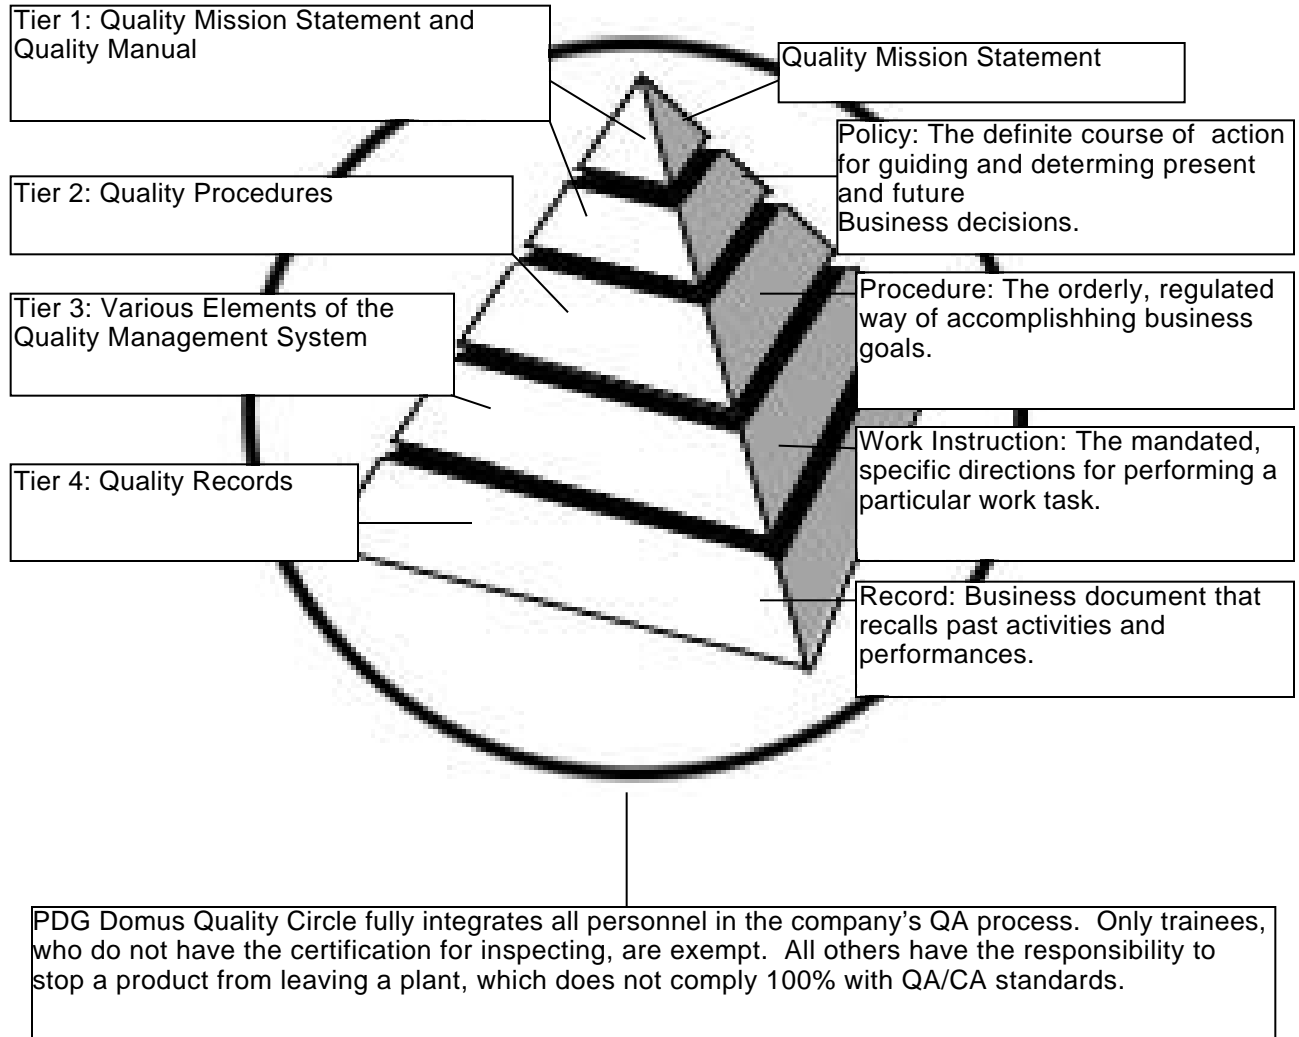 Tier 1: Quality Mission Statement and
Quality Manual
Quality Mission Statement
Policy: The definite course of  action
for guiding and determing present
and future
Business decisions.
Tier 2: Quality Procedures
Procedure: The orderly, regulated
way of accomplishhing business
goals.
Tier 3: Various Elements of the
Quality Management System
Work Instruction: The mandated,
specific directions for performing a
particular work task.
Tier 4: Quality Records
Record: Business document that
recalls past activities and
performances.
PDG Domus Quality Circle fully integrates all personnel in the company’s QA process.  Only trainees,
who do not have the certification for inspecting, are exempt.  All others have the responsibility to
stop a product from leaving a plant, which does not comply 100% with QA/CA standards.